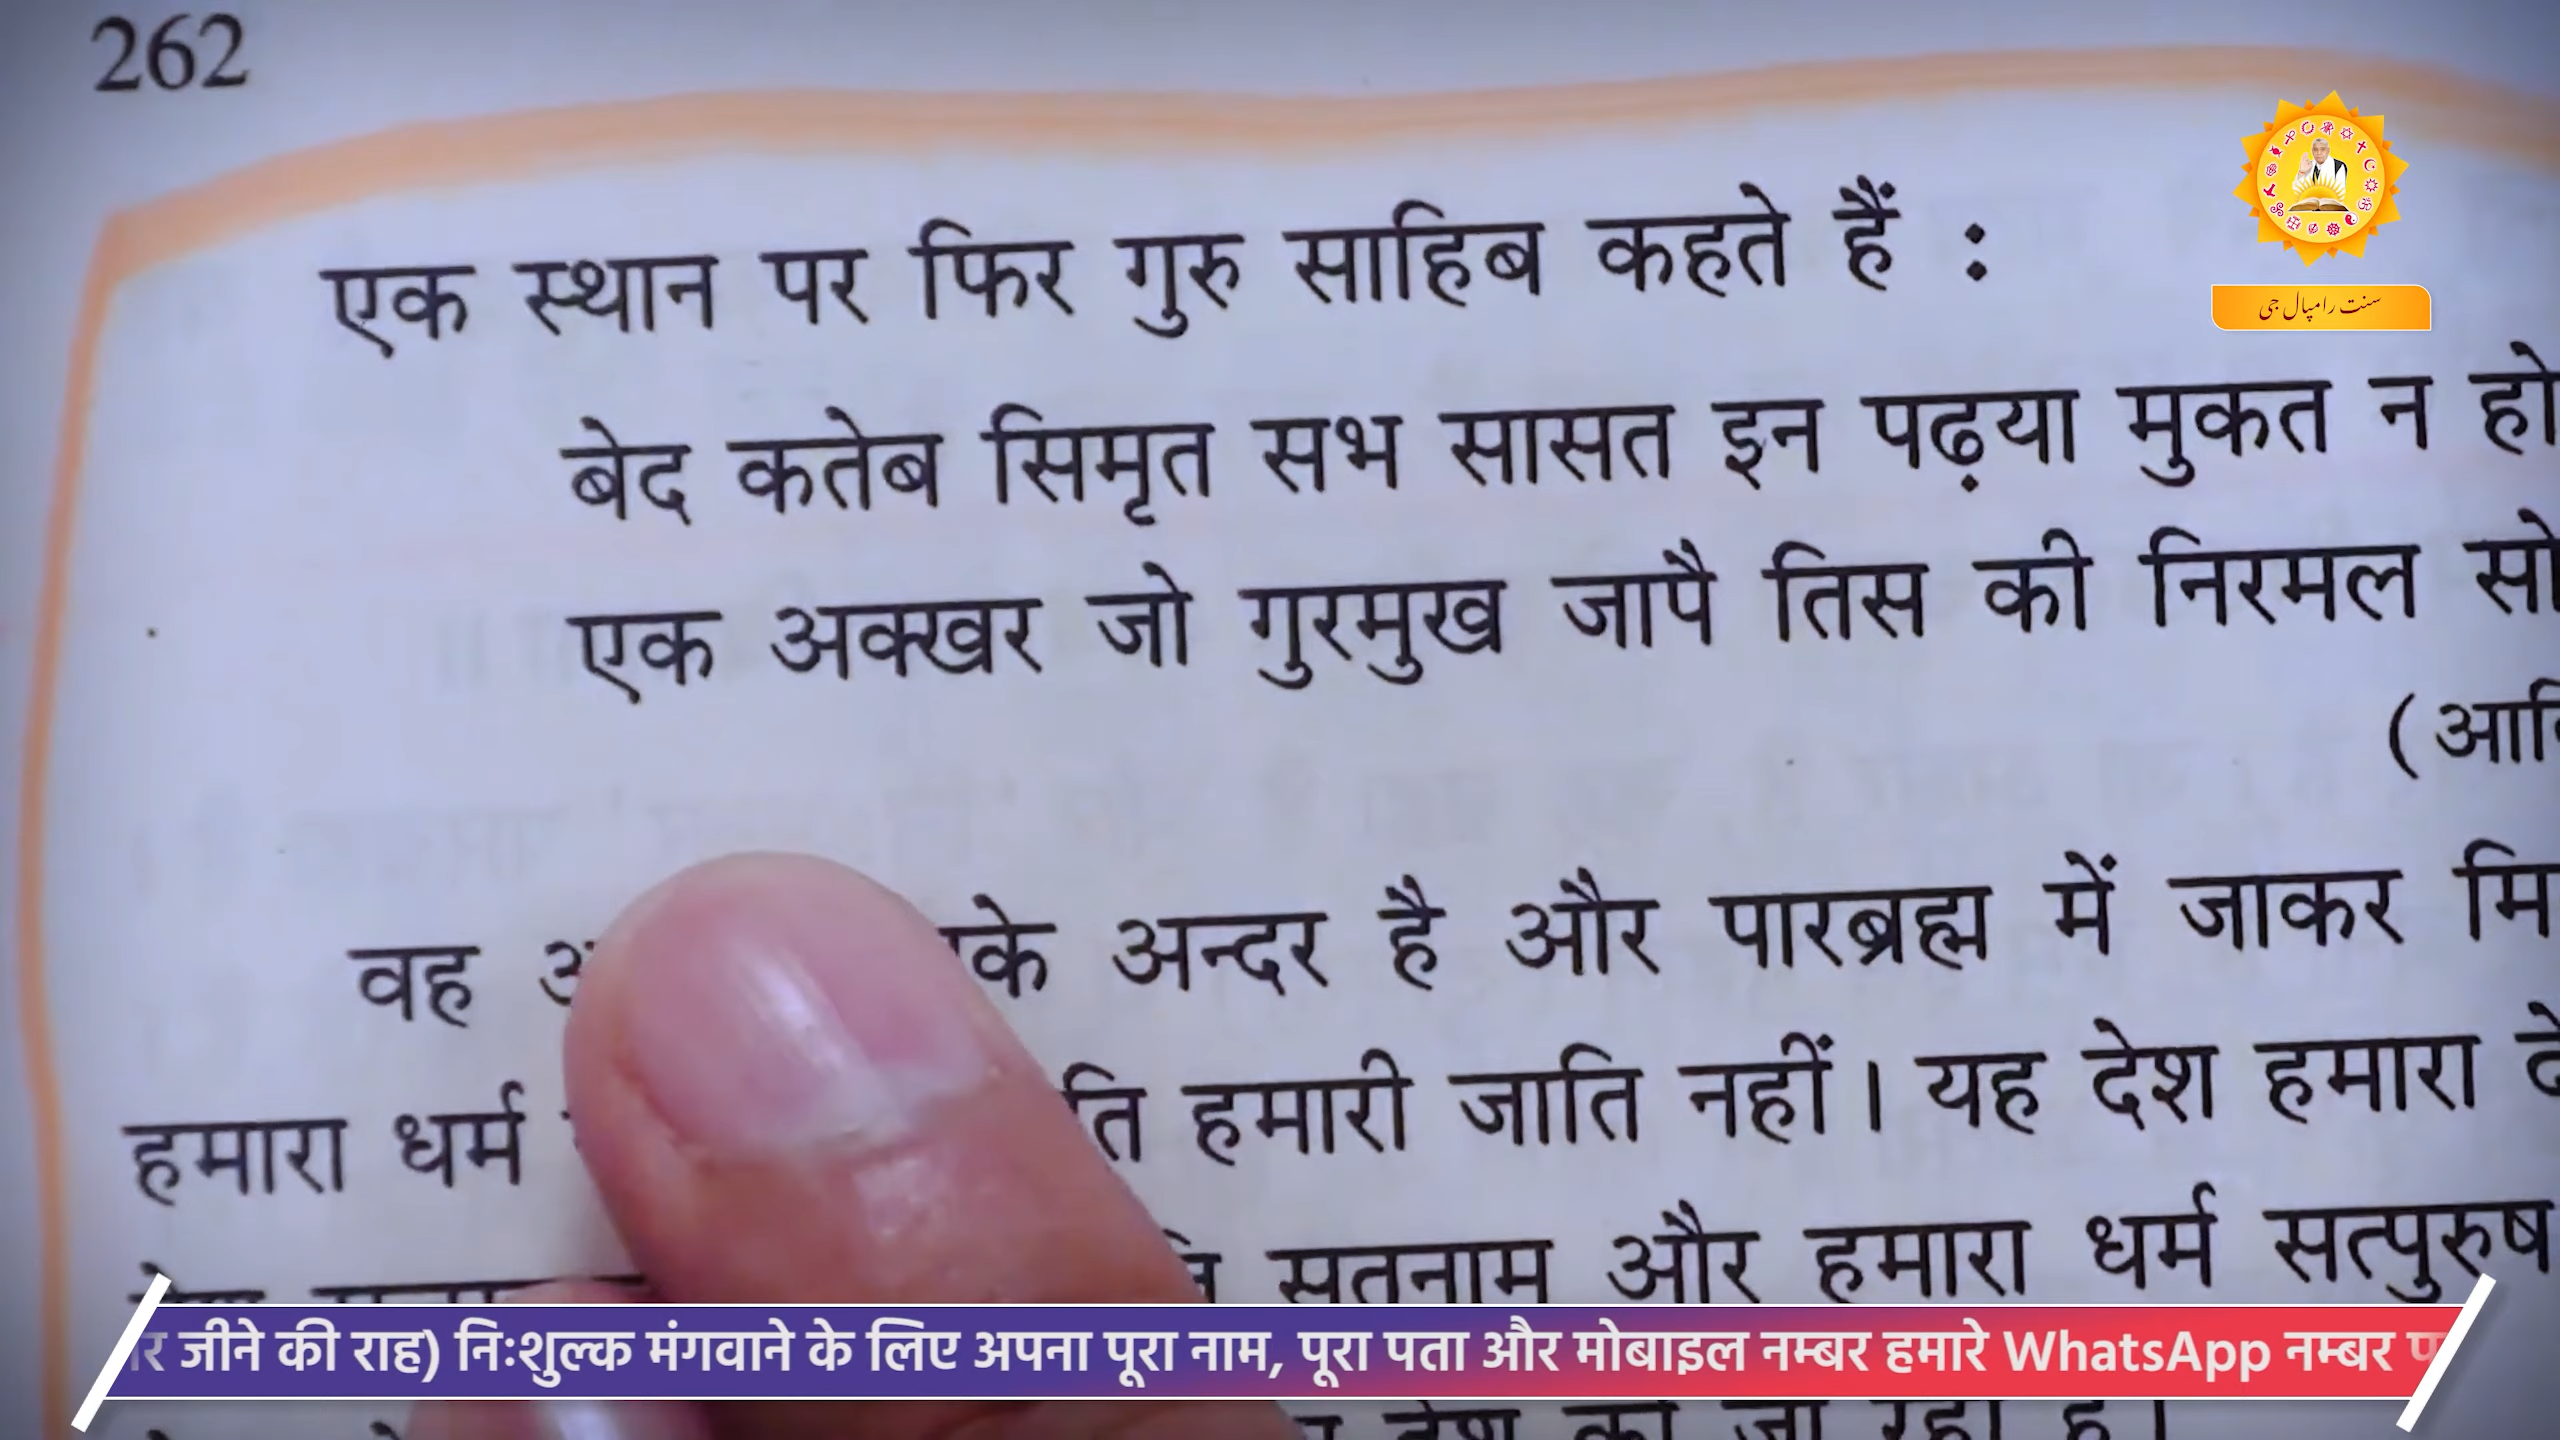 262
एक स्थान पर फिर गुरु साहिब कहते हैं :
बेद कतेब सिमृत सभ सासत इन पढ़या मुकत न
एक अक्खर जो गुरमुख जापै तिस की निरमल
वह अन्दर है और पारब्रह्म में जाकर
हमारा धर्म हमारी जाति नहीं। यह देश हमारा
सतनाम और हमारा धर्म सत्पुरुष
देश को जा रहा है।
سنت رامپال جی
जीने की राह) निःशुल्क मंगवाने के लिए अपना पूरा नाम, पूरा पता और मोबाइल नम्बर हमारे WhatsApp नम्बर